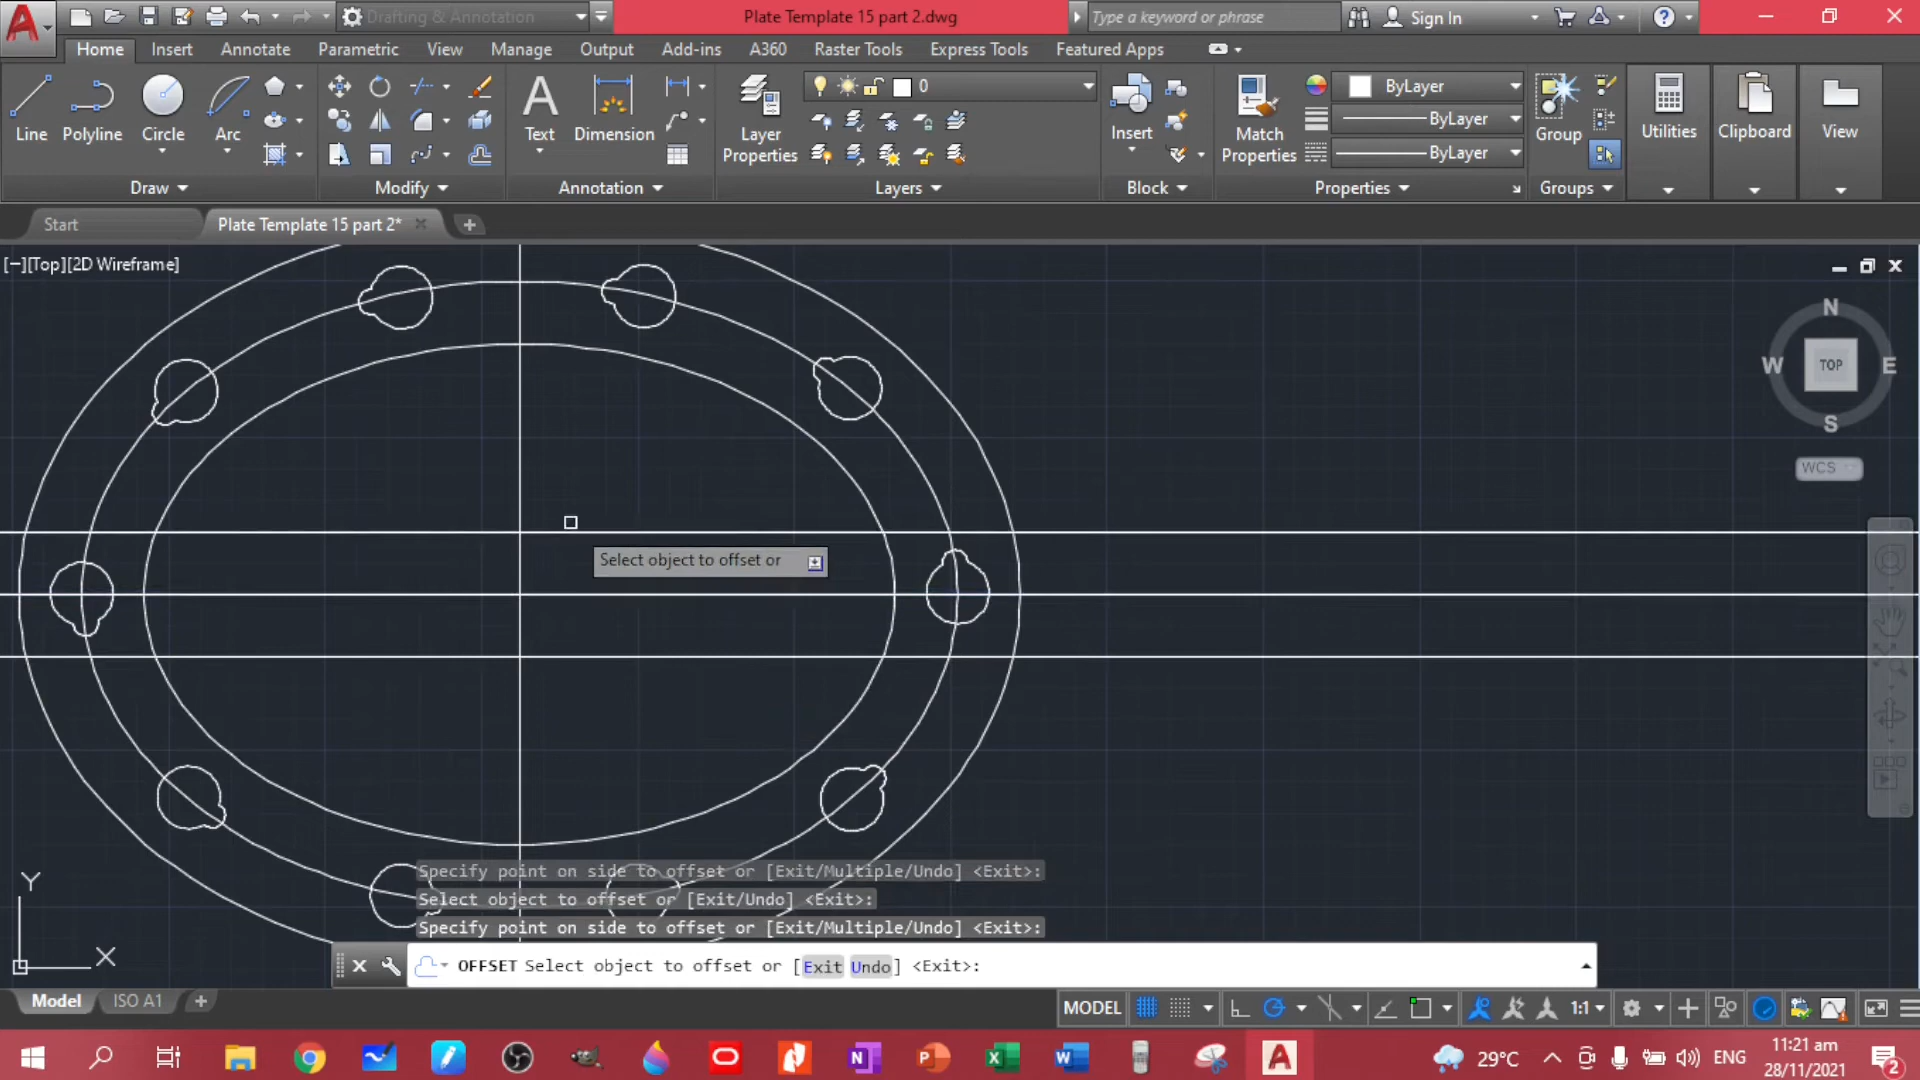 Drafting & Annotation
Plate Template 15 part 2.dwg
Type a keyword or phrase
Sign In
Home Insert Annotate Parametric View Manage Output Add-ins A360 Raster Tools Express Tools Featured Apps
0
ByLayer
ByLayer
ByLayer
Line Polyline Circle Arc
Text Dimension
Layer
Properties
Insert
Match
Properties
Group
Utilities
Clipboard
View
Draw Modify Annotation Layers Block Properties Groups
Start
Plate Template 15 part 2*
[−][Top][2D Wireframe]
N
W TOP E
S
WCS
Select object to offset or
Y
X
Specify point on side to offset or [Exit/Multiple/Undo] <Exit>:
Select object to offset or [Exit/Undo] <Exit>:
Specify point on side to offset or [Exit/Multiple/Undo] <Exit>:
OFFSET Select object to offset or [Exit Undo] <Exit>:
Model ISO A1
MODEL
1:1
29°C
ENG
11:21 am
28/11/2021
2